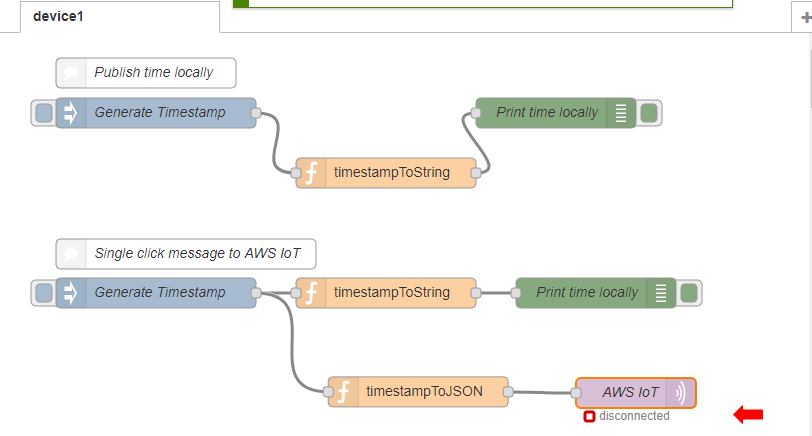 device1
Publish time locally
Generate Timestamp
Print time locally
timestampToString
Single click message to AWS IoT
Generate Timestamp
timestampToString
Print time locally
timestampToJSON
AWS IoT
disconnected